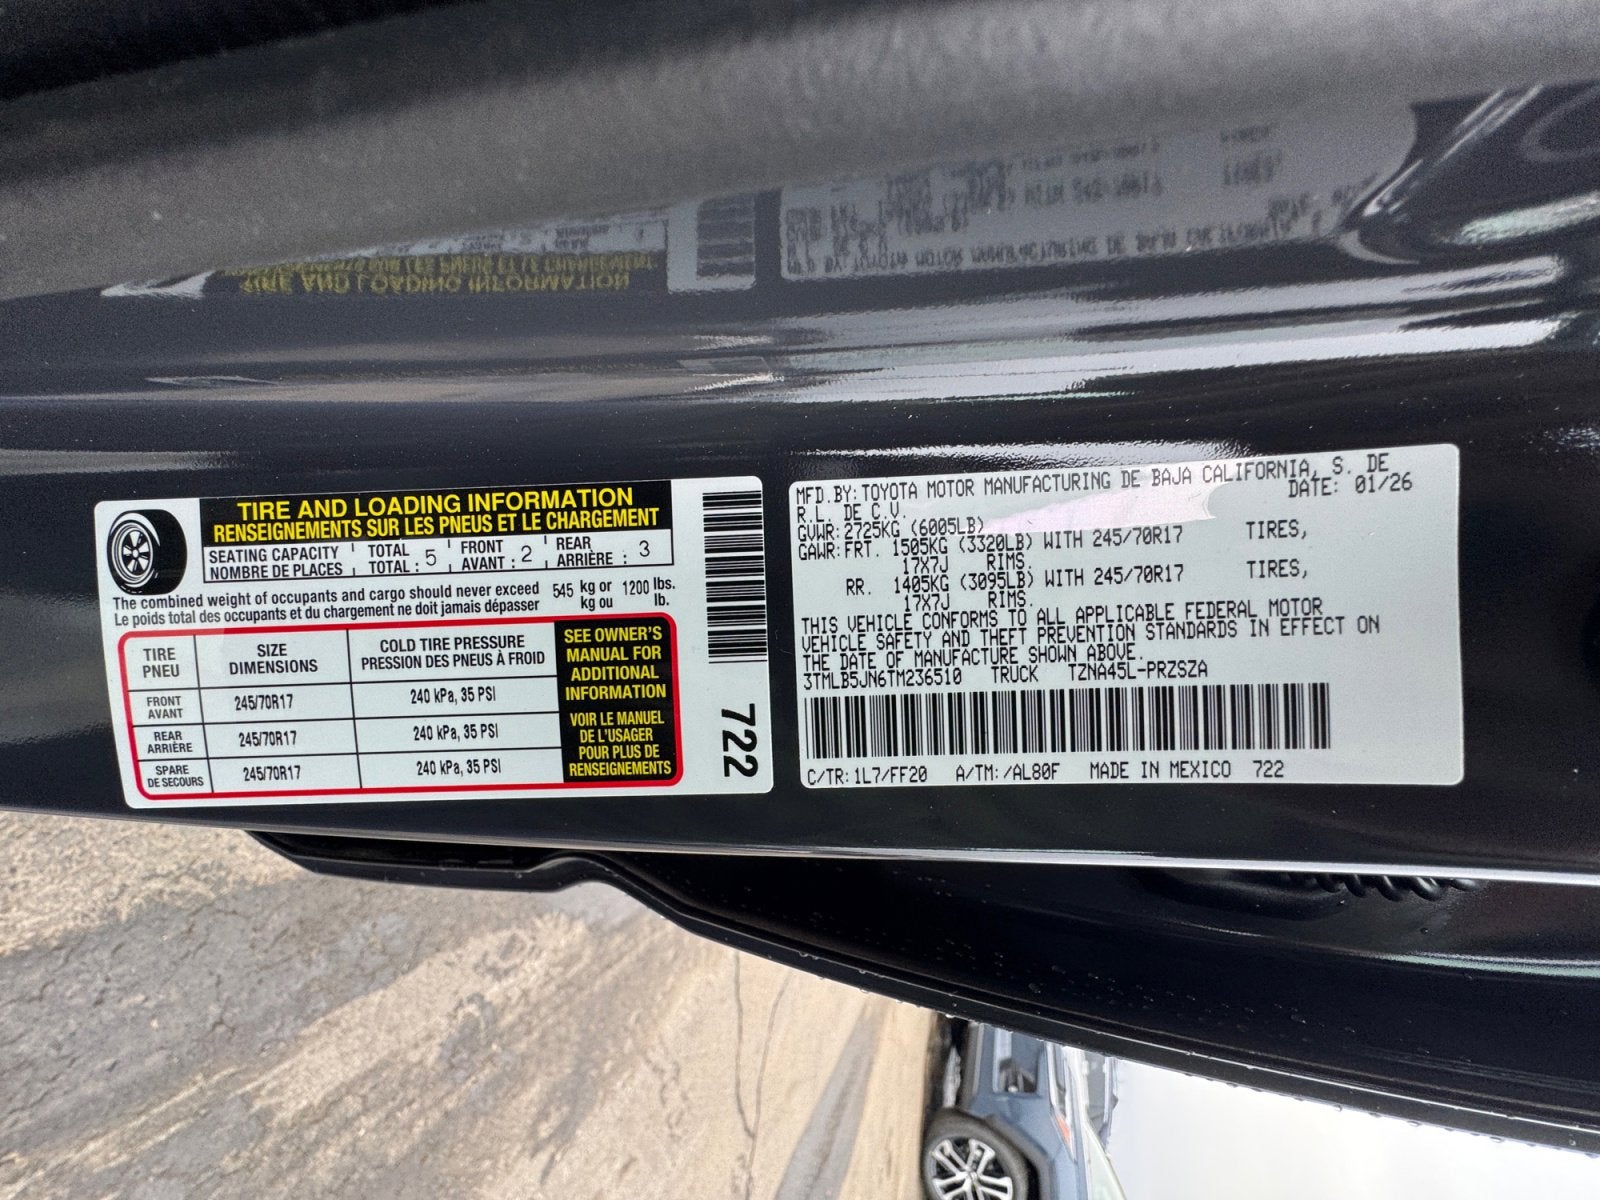 TIRE AND LOADING INFORMATION
RENSEIGNEMENTS SUR LES PNEUS ET LE CHARGEMENT
SEATING CAPACITY TOTAL FRONT REAR
NOMBRE DE PLACES TOTAL : 5 AVANT : 2 ARRIÈRE : 3
The combined weight of occupants and cargo should never exceed 545 kg or 1200 lbs.
Le poids total des occupants et du chargement ne doit jamais dépasser kg ou lb.
TIRE PNEU
SIZE DIMENSIONS
COLD TIRE PRESSURE
PRESSION DES PNEUS À FROID
FRONT AVANT 245/70R17 240 kPa, 35 PSI
REAR ARRIÈRE 245/70R17 240 kPa, 35 PSI
SPARE DE SECOURS 245/70R17 240 kPa, 35 PSI
SEE OWNER'S
MANUAL FOR
ADDITIONAL
INFORMATION
VOIR LE MANUEL
DE L'USAGER
POUR PLUS DE
RENSEIGNEMENTS
722
MFD.BY: TOYOTA MOTOR MANUFACTURING DE BAJA CALIFORNIA, S. DE
R.L. DE C.V. DATE: 01/26
GVWR: 2725KG (6005LB)
GAWR: FRT. 1505KG (3320LB) WITH 245/70R17 TIRES,
17X7J RIMS.
RR. 1405KG (3095LB) WITH 245/70R17 TIRES,
17X7J RIMS.
THIS VEHICLE CONFORMS TO ALL APPLICABLE FEDERAL MOTOR
VEHICLE SAFETY AND THEFT PREVENTION STANDARDS IN EFFECT ON
THE DATE OF MANUFACTURE SHOWN ABOVE.
3TMLB5JN6TM236510 TRUCK TZNA45L-PRZSZA
C/TR: 1L7/FF20 A/TM: /AL80F MADE IN MEXICO 722